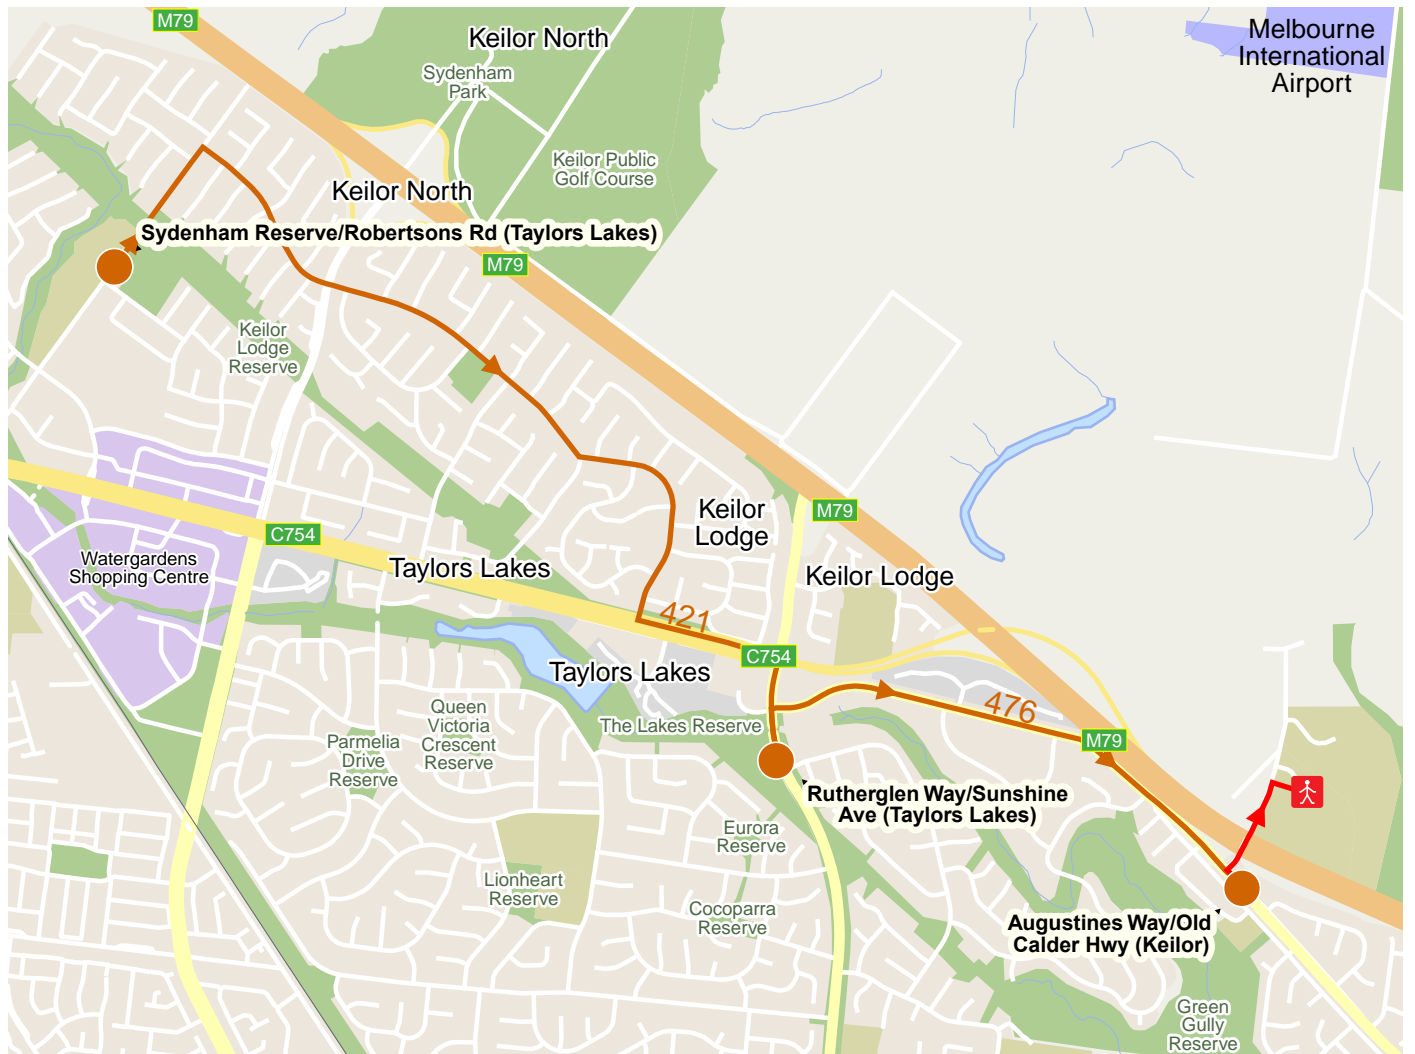 M79
Keilor North
Melbourne
International
Airport
Sydenham
Park
Keilor Public
Golf Course
Keilor North
Sydenham Reserve/Robertsons Rd (Taylors Lakes)
M79
Keilor
Lodge
Reserve
Keilor
Lodge
M79
C754
Watergardens
Shopping Centre
Taylors Lakes
Keilor Lodge
421
C754
Taylors Lakes
476
Queen
Victoria
Crescent
Reserve
The Lakes Reserve
Parmelia
Drive
Reserve
M79
Rutherglen Way/Sunshine
Ave (Taylors Lakes)
Eurora
Reserve
Lionheart
Reserve
Cocoparra
Reserve
Augustines Way/Old
Calder Hwy (Keilor)
Green
Gully
Reserve